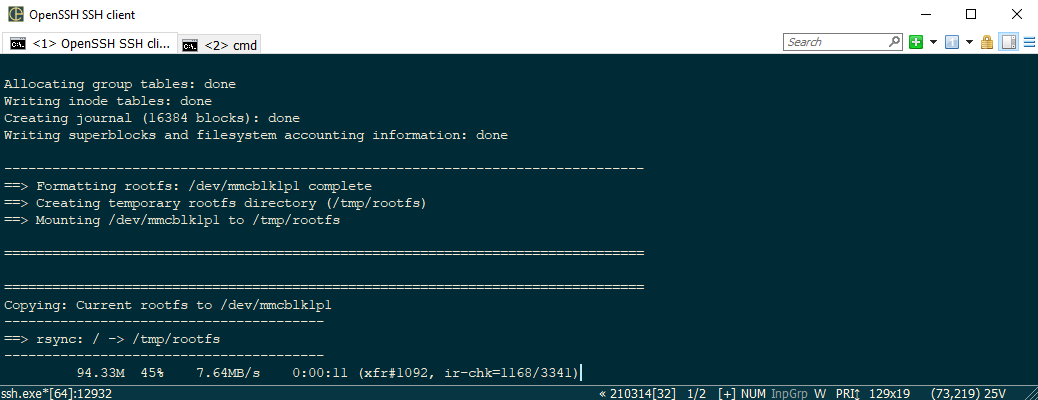 OpenSSH SSH client
<1> OpenSSH SSH cli... <2> cmd Search
Allocating group tables: done
Writing inode tables: done
Creating journal (16384 blocks): done
Writing superblocks and filesystem accounting information: done
--------------------------------------------------------------------------------
==> Formatting rootfs: /dev/mmcblk1p1 complete
==> Creating temporary rootfs directory (/tmp/rootfs)
==> Mounting /dev/mmcblk1p1 to /tmp/rootfs
================================================================================
================================================================================
Copying: Current rootfs to /dev/mmcblk1p1
----------------------------------------
==> rsync: / -> /tmp/rootfs
----------------------------------------
94.33M 45% 7.64MB/s 0:00:11 (xfr#1092, ir-chk=1168/3341)
ssh.exe*[64]:12932 « 210314[32] 1/2 [+] NUM InpGrp W PRI↕ 129x19 (73,219) 25V